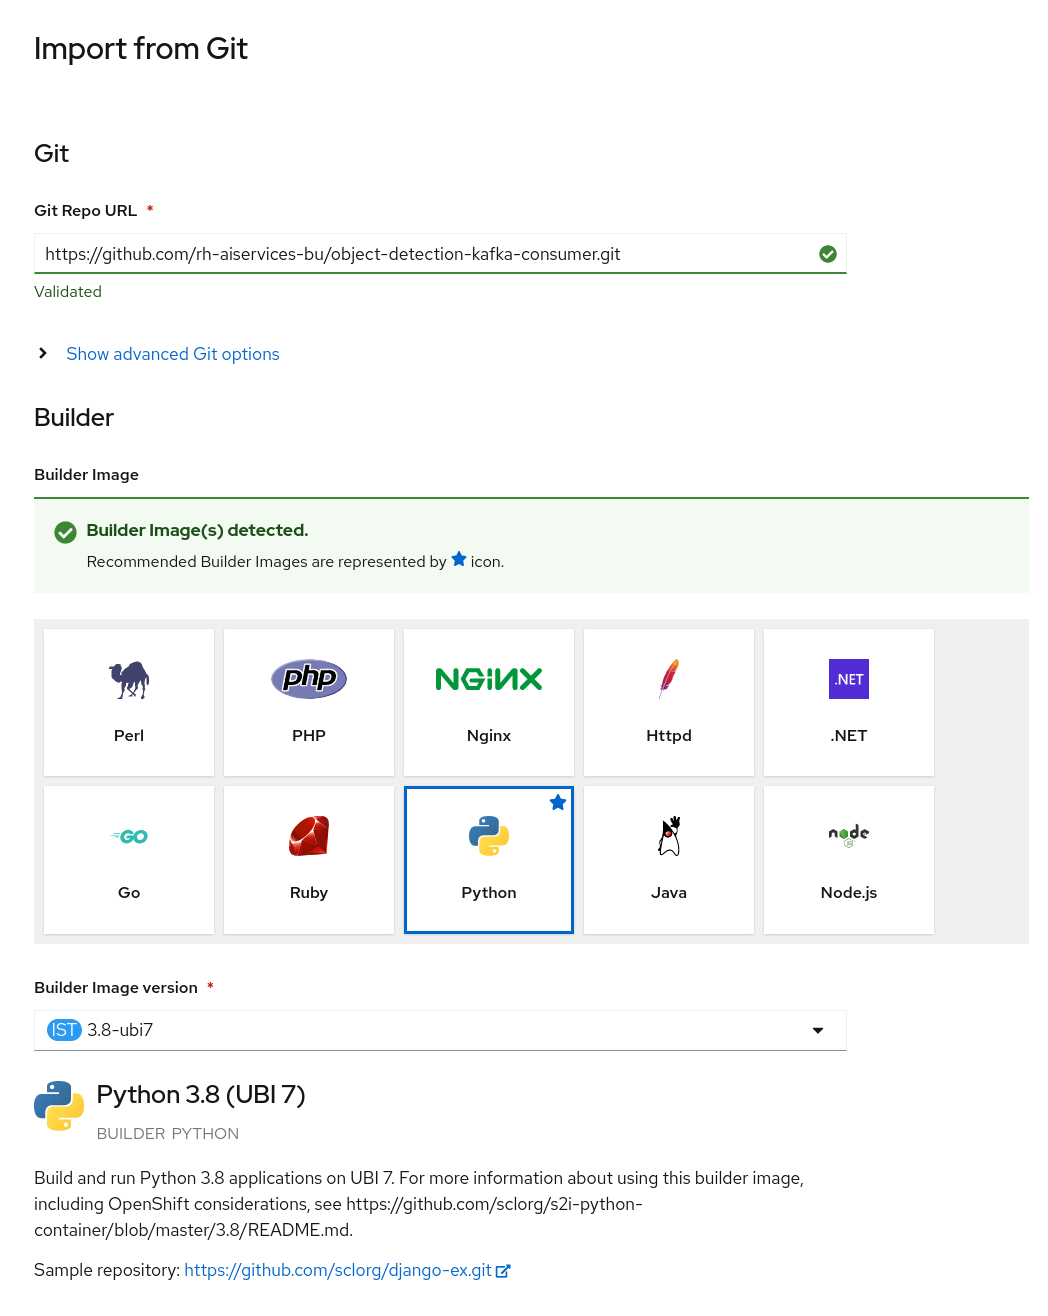 Import from Git
Git
Git Repo URL *
https://github.com/rh-aiservices-bu/object-detection-kafka-consumer.git
Validated
Show advanced Git options
Builder
Builder Image
Builder Image(s) detected.
Recommended Builder Images are represented by ★ icon.
php NGINX .NET
Perl PHP Nginx Httpd .NET
GO node JS
Go Ruby Python Java Node.js
Builder Image version *
IST 3.8-ubi7
Python 3.8 (UBI 7)
BUILDER PYTHON
Build and run Python 3.8 applications on UBI 7. For more information about using this builder image,
including OpenShift considerations, see https://github.com/sclorg/s2i-python-
container/blob/master/3.8/README.md.
Sample repository: https://github.com/sclorg/django-ex.git